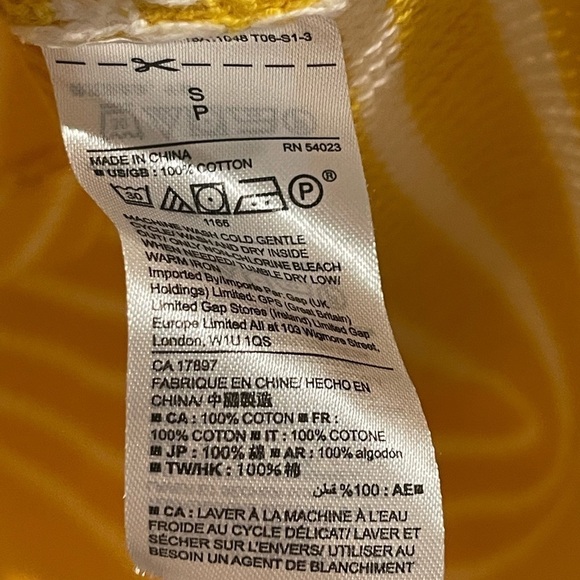 1048 T06-S1-3
S
P
RN 54023
MADE IN CHINA
US/GB : 100% COTTON
30
P®
1166
MACHINE WASH COLD GENTLE
CYCLE/ WASH AND DRY INSIDE
OUT/ ONLY NON-CHLORINE BLEACH
WHEN NEEDED/ TUMBLE DRY LOW/
WARM IRON
Imported By/Importé Par: Gap (UK
Holdings) Limited: GPS (Great Britain)
Limited Gap Stores (Ireland) Limited Gap
Europe Limited All at 103 Wigmore Street,
London, W1U 1QS
CA 17897
FABRIQUE EN CHINE/ HECHO EN
CHINA/ 中國製造
CA : 100% COTON FR :
100% COTON IT : 100% COTONE
JP : 100% 綿 AR : 100% algodón
TW/HK : 100% 棉
AE : 100% قطن
CA : LAVER À LA MACHINE À L'EAU
FROIDE AU CYCLE DÉLICAT/ LAVER ET
SÉCHER SUR L'ENVERS/ UTILISER AU
BESOIN UN AGENT DE BLANCHIMENT